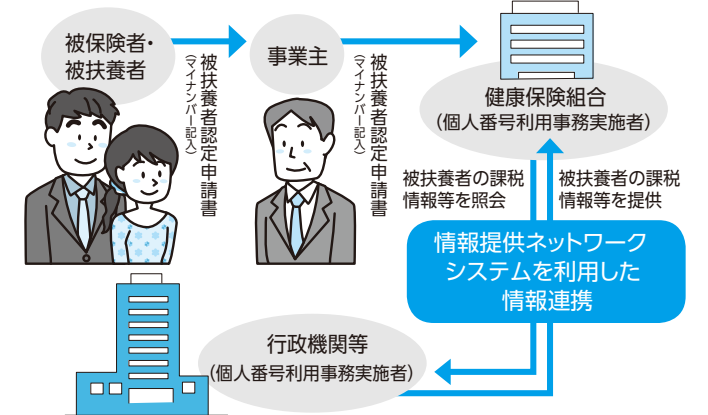 被保険者・
被扶養者
被扶養者認定申請書
（マイナンバー記入）
事業主
被扶養者認定申請書
（マイナンバー記入）
健康保険組合
（個人番号利用事務実施者）
被扶養者の課税
情報等を照会
被扶養者の課税
情報等を提供
情報提供ネットワーク
システムを利用した
情報連携
行政機関等
（個人番号利用事務実施者）